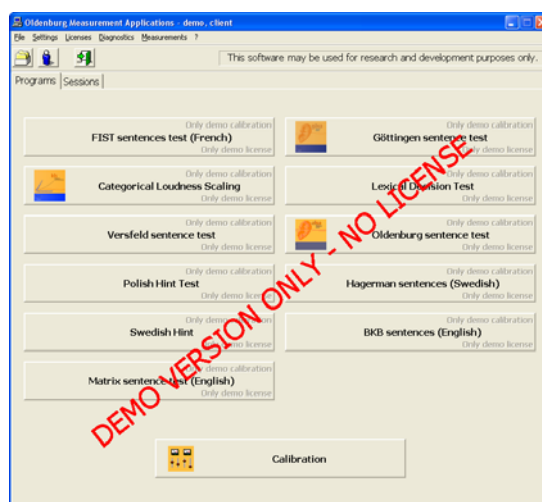 Oldenburg Measurement Applications - demo, client
File Settings Licenses Diagnostics Measurements ?
This software may be used for research and development purposes only.
Programs Sessions
Only demo calibration
FIST sentences test (French)
Only demo license
Only demo calibration
Göttingen sentence test
Only demo license
Only demo calibration
Categorical Loudness Scaling
Only demo license
Only demo calibration
Lexical Decision Test
Only demo license
Only demo calibration
Versfeld sentence test
Only demo license
Only demo calibration
Oldenburg sentence test
Only demo license
Only demo calibration
Polish Hint Test
Only demo license
Only demo calibration
Hagerman sentences (Swedish)
Only demo license
Only demo calibration
Swedish Hint
Only demo license
Only demo calibration
BKB sentences (English)
Only demo license
Only demo calibration
Matrix sentence test (English)
Only demo license
DEMO VERSION ONLY - NO LICENSE
Calibration